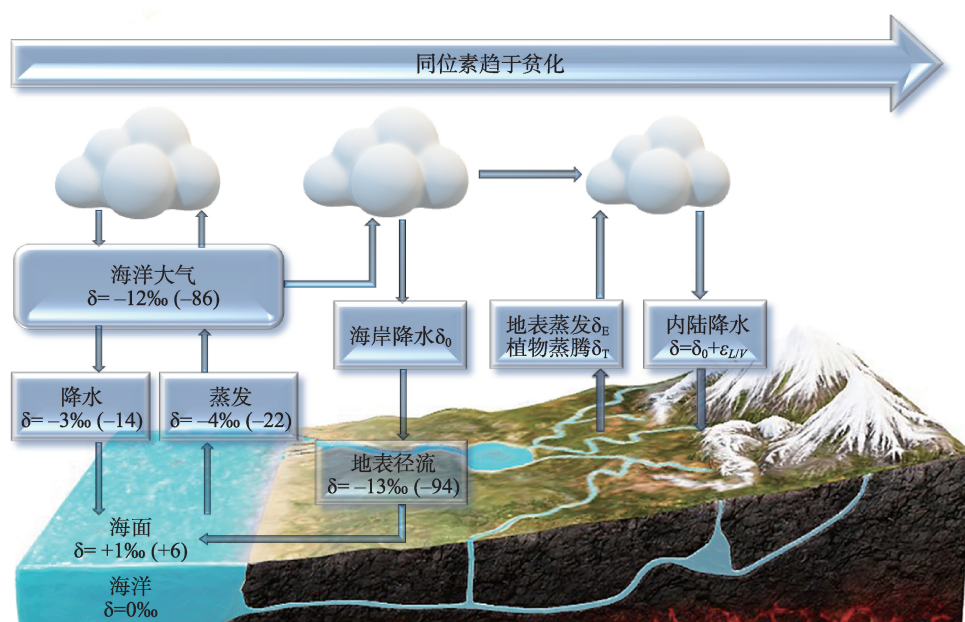 同位素趋于贫化
海洋大气
δ= –12‰ (–86)
海岸降水δ₀
地表蒸发δ_E
植物蒸腾δ_T
内陆降水
δ=δ₀+ε_{L/V}
降水
δ= –3‰ (–14)
蒸发
δ= –4‰ (–22)
地表径流
δ= –13‰ (–94)
海面
δ= +1‰ (+6)
海洋
δ=0‰